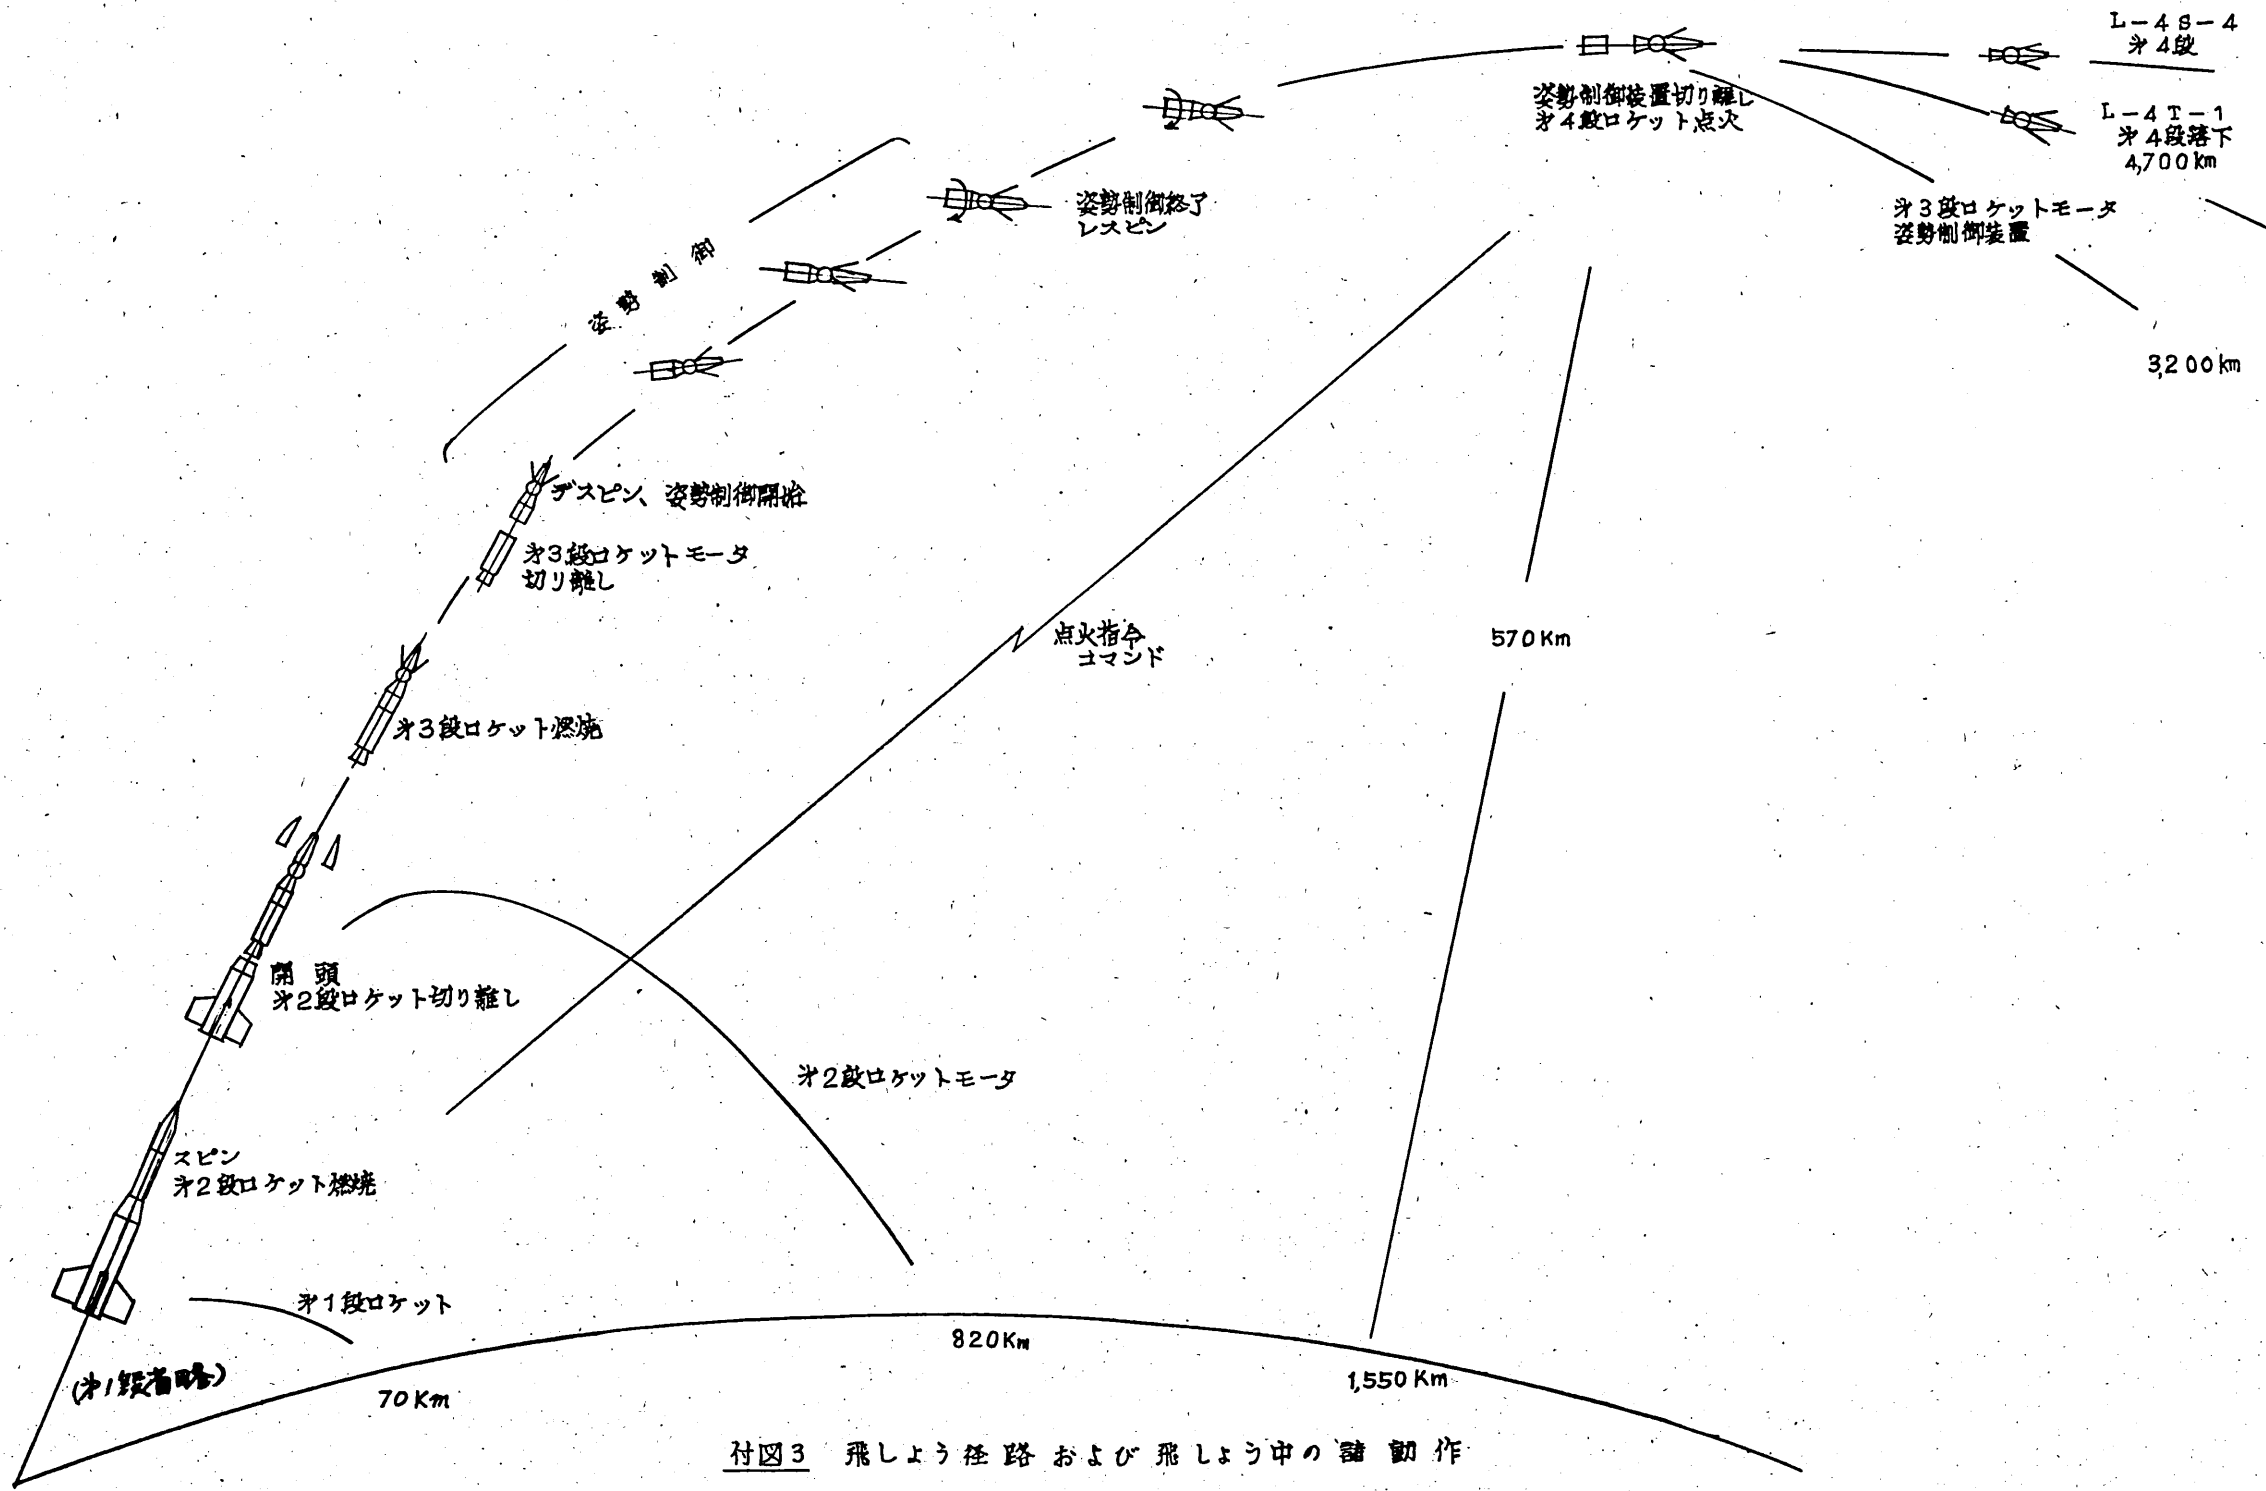 L-4S-4
オ4段
L-4T-1
オ4段落下
4,700km
姿勢制御装置切り離し
オ4段ロケット点火
オ3段ロケットモータ
姿勢制御装置
3,200km
姿勢制御終了
レスピン
姿勢制御
デスピン、姿勢制御開始
オ3段ロケットモータ
切り離し
点火指令
コマンド
570Km
オ3段ロケット燃焼
開頭
オ2段ロケット切り離し
オ2段ロケットモータ
スピン
オ2段ロケット燃焼
オ1段ロケット
(オ1段省略)
70Km
820Km
1,550Km
付図3 飛しょう径路および飛しょう中の諸動作